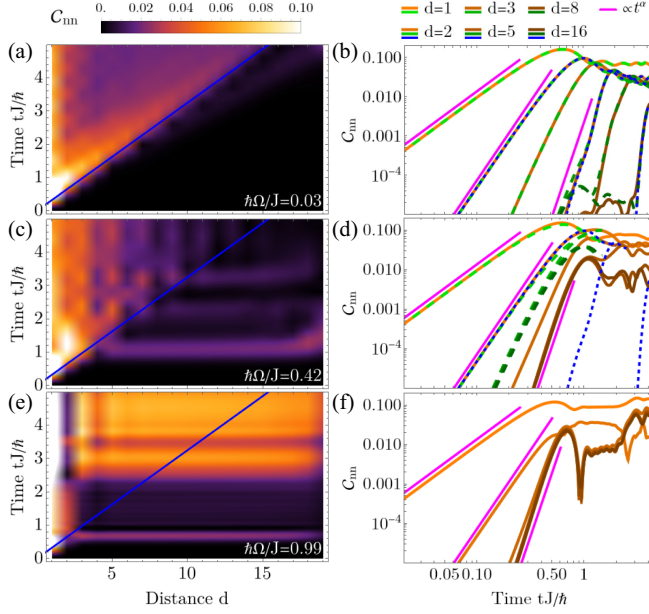 C_nn
0 0.02 0.04 0.06 0.08 0.10
d=1 d=3 d=8 ∝t^α
d=2 d=5 d=16
(a)
Time tJ/ħ
4
3
2
1
0
ħΩ/J=0.03
(b)
C_nn
0.100
0.010
0.001
10⁻⁴
(c)
Time tJ/ħ
4
3
2
1
0
ħΩ/J=0.42
(d)
C_nn
0.100
0.010
0.001
10⁻⁴
(e)
Time tJ/ħ
5
4
3
2
1
0
ħΩ/J=0.99
5 10 15
Distance d
(f)
C_nn
0.100
0.010
0.001
10⁻⁴
0.05 0.10 0.50 1 4
Time tJ/ħ